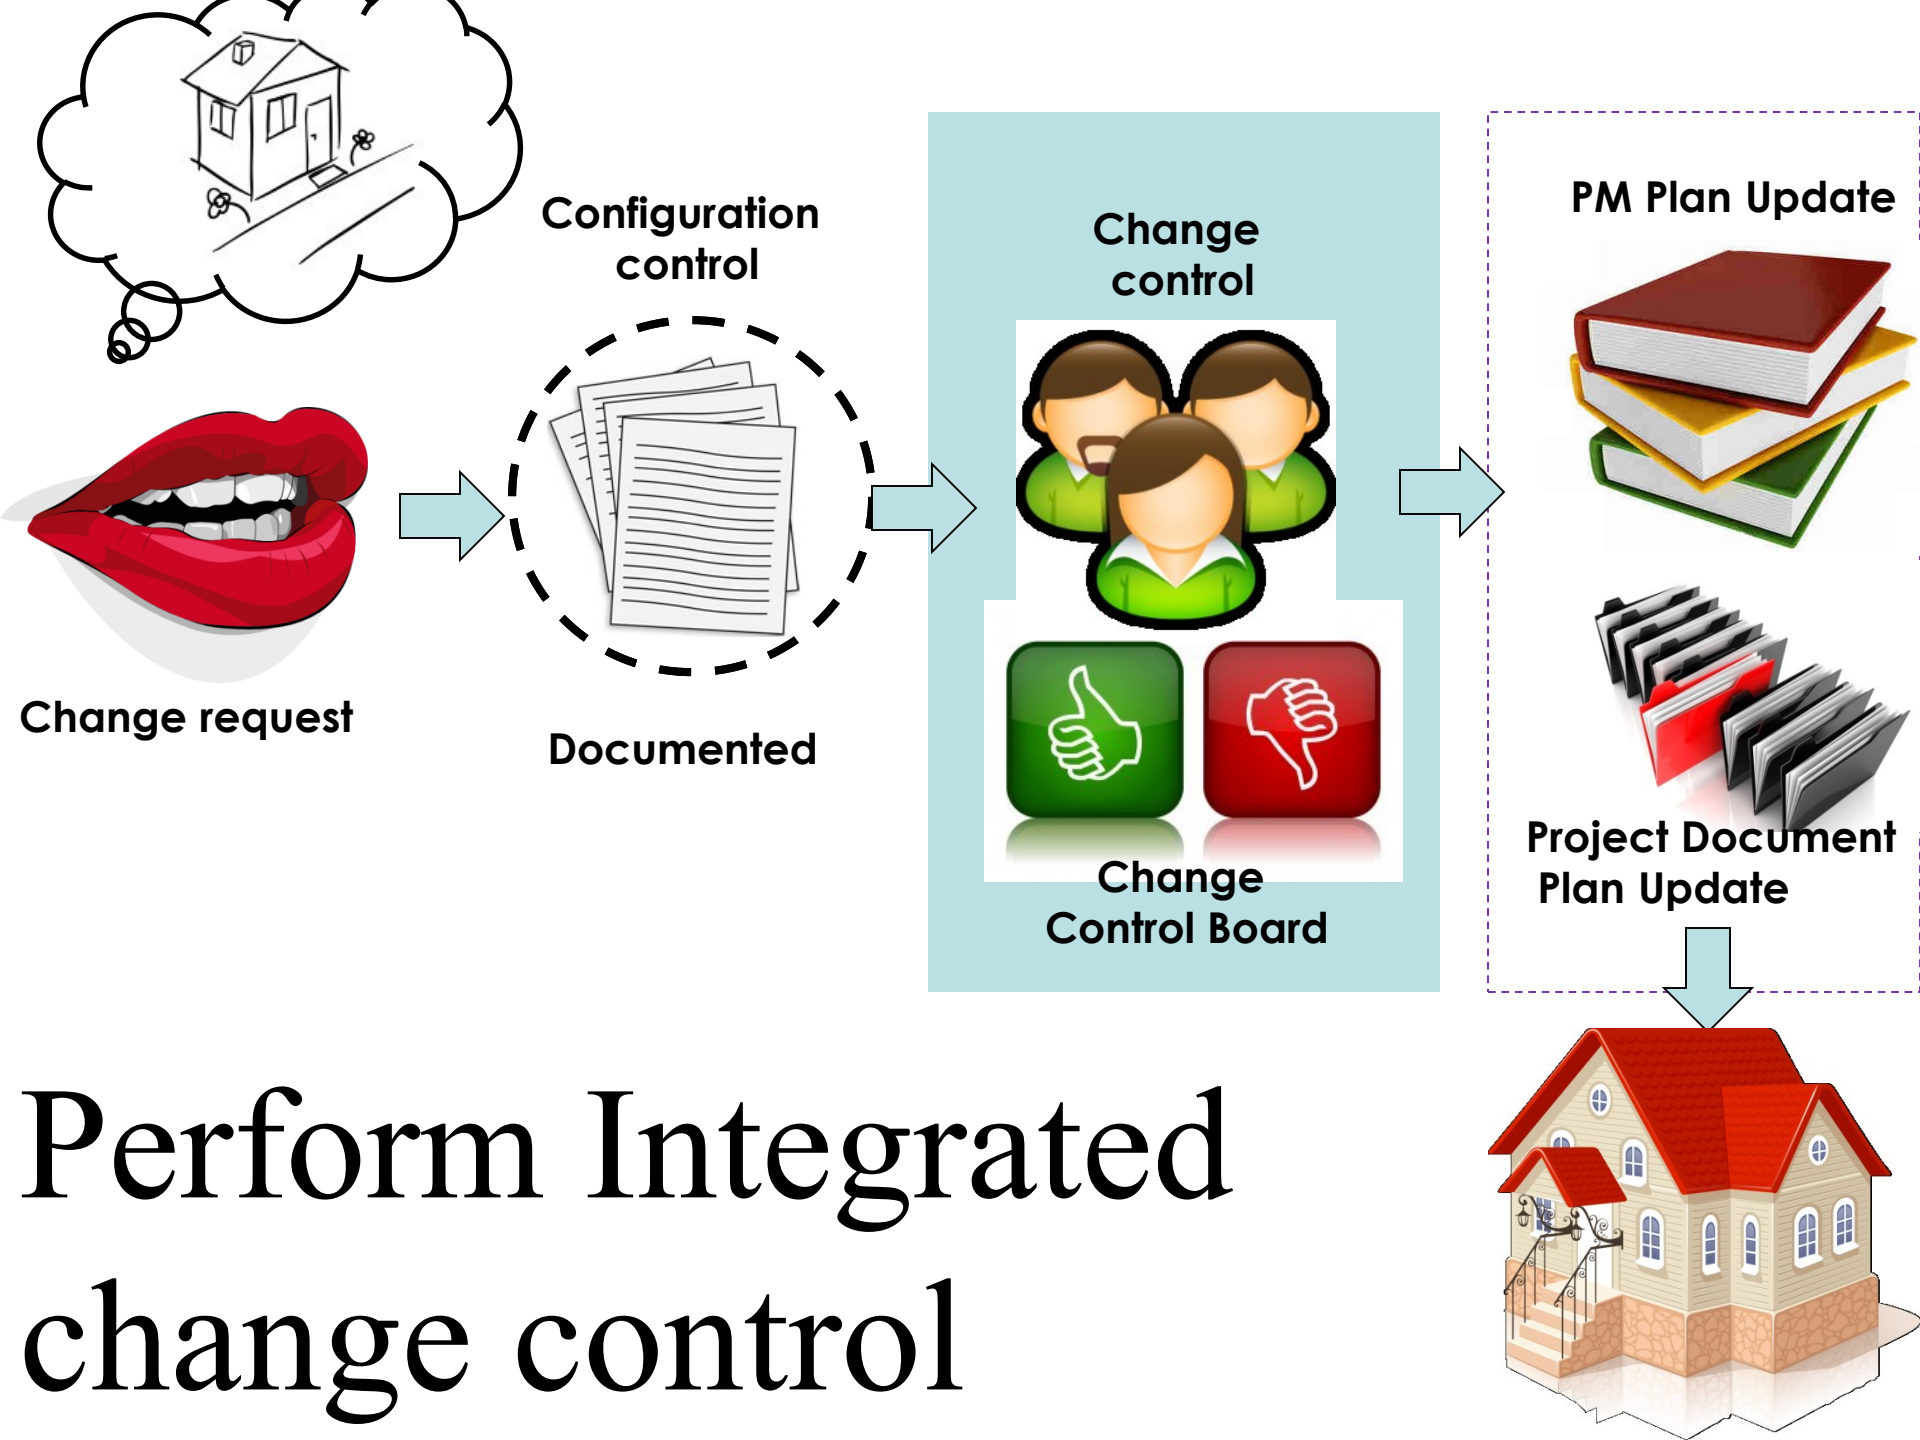 Configuration
control
Change
control
PM Plan Update
Change request
Documented
Change
Control Board
Project Document
Plan Update
Perform Integrated
change control